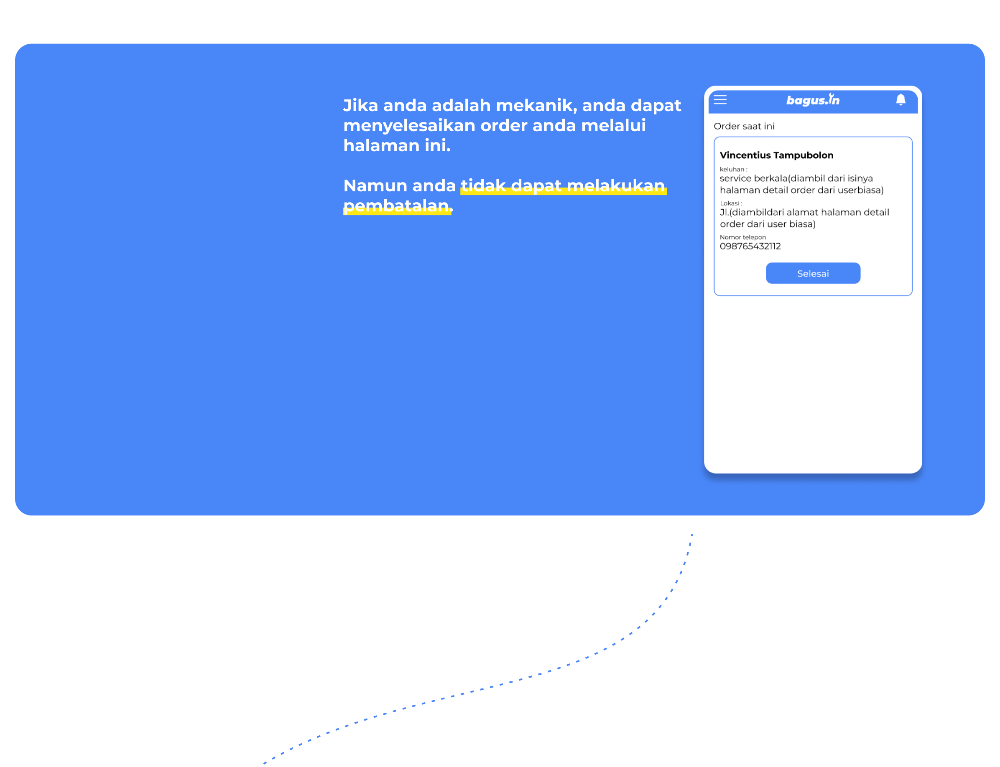 Jika anda adalah mekanik, anda dapat
menyelesaikan order anda melalui
halaman ini.
Namun anda tidak dapat melakukan
pembatalan.
bagus.in
Order saat ini
Vincentius Tampubolon
keluhan :
service berkala(diambil dari isinya
halaman detail order dari userbiasa)
Lokasi :
Jl.(diambildari alamat halaman detail
order dari user biasa)
Nomor telepon
098765432112
Selesai